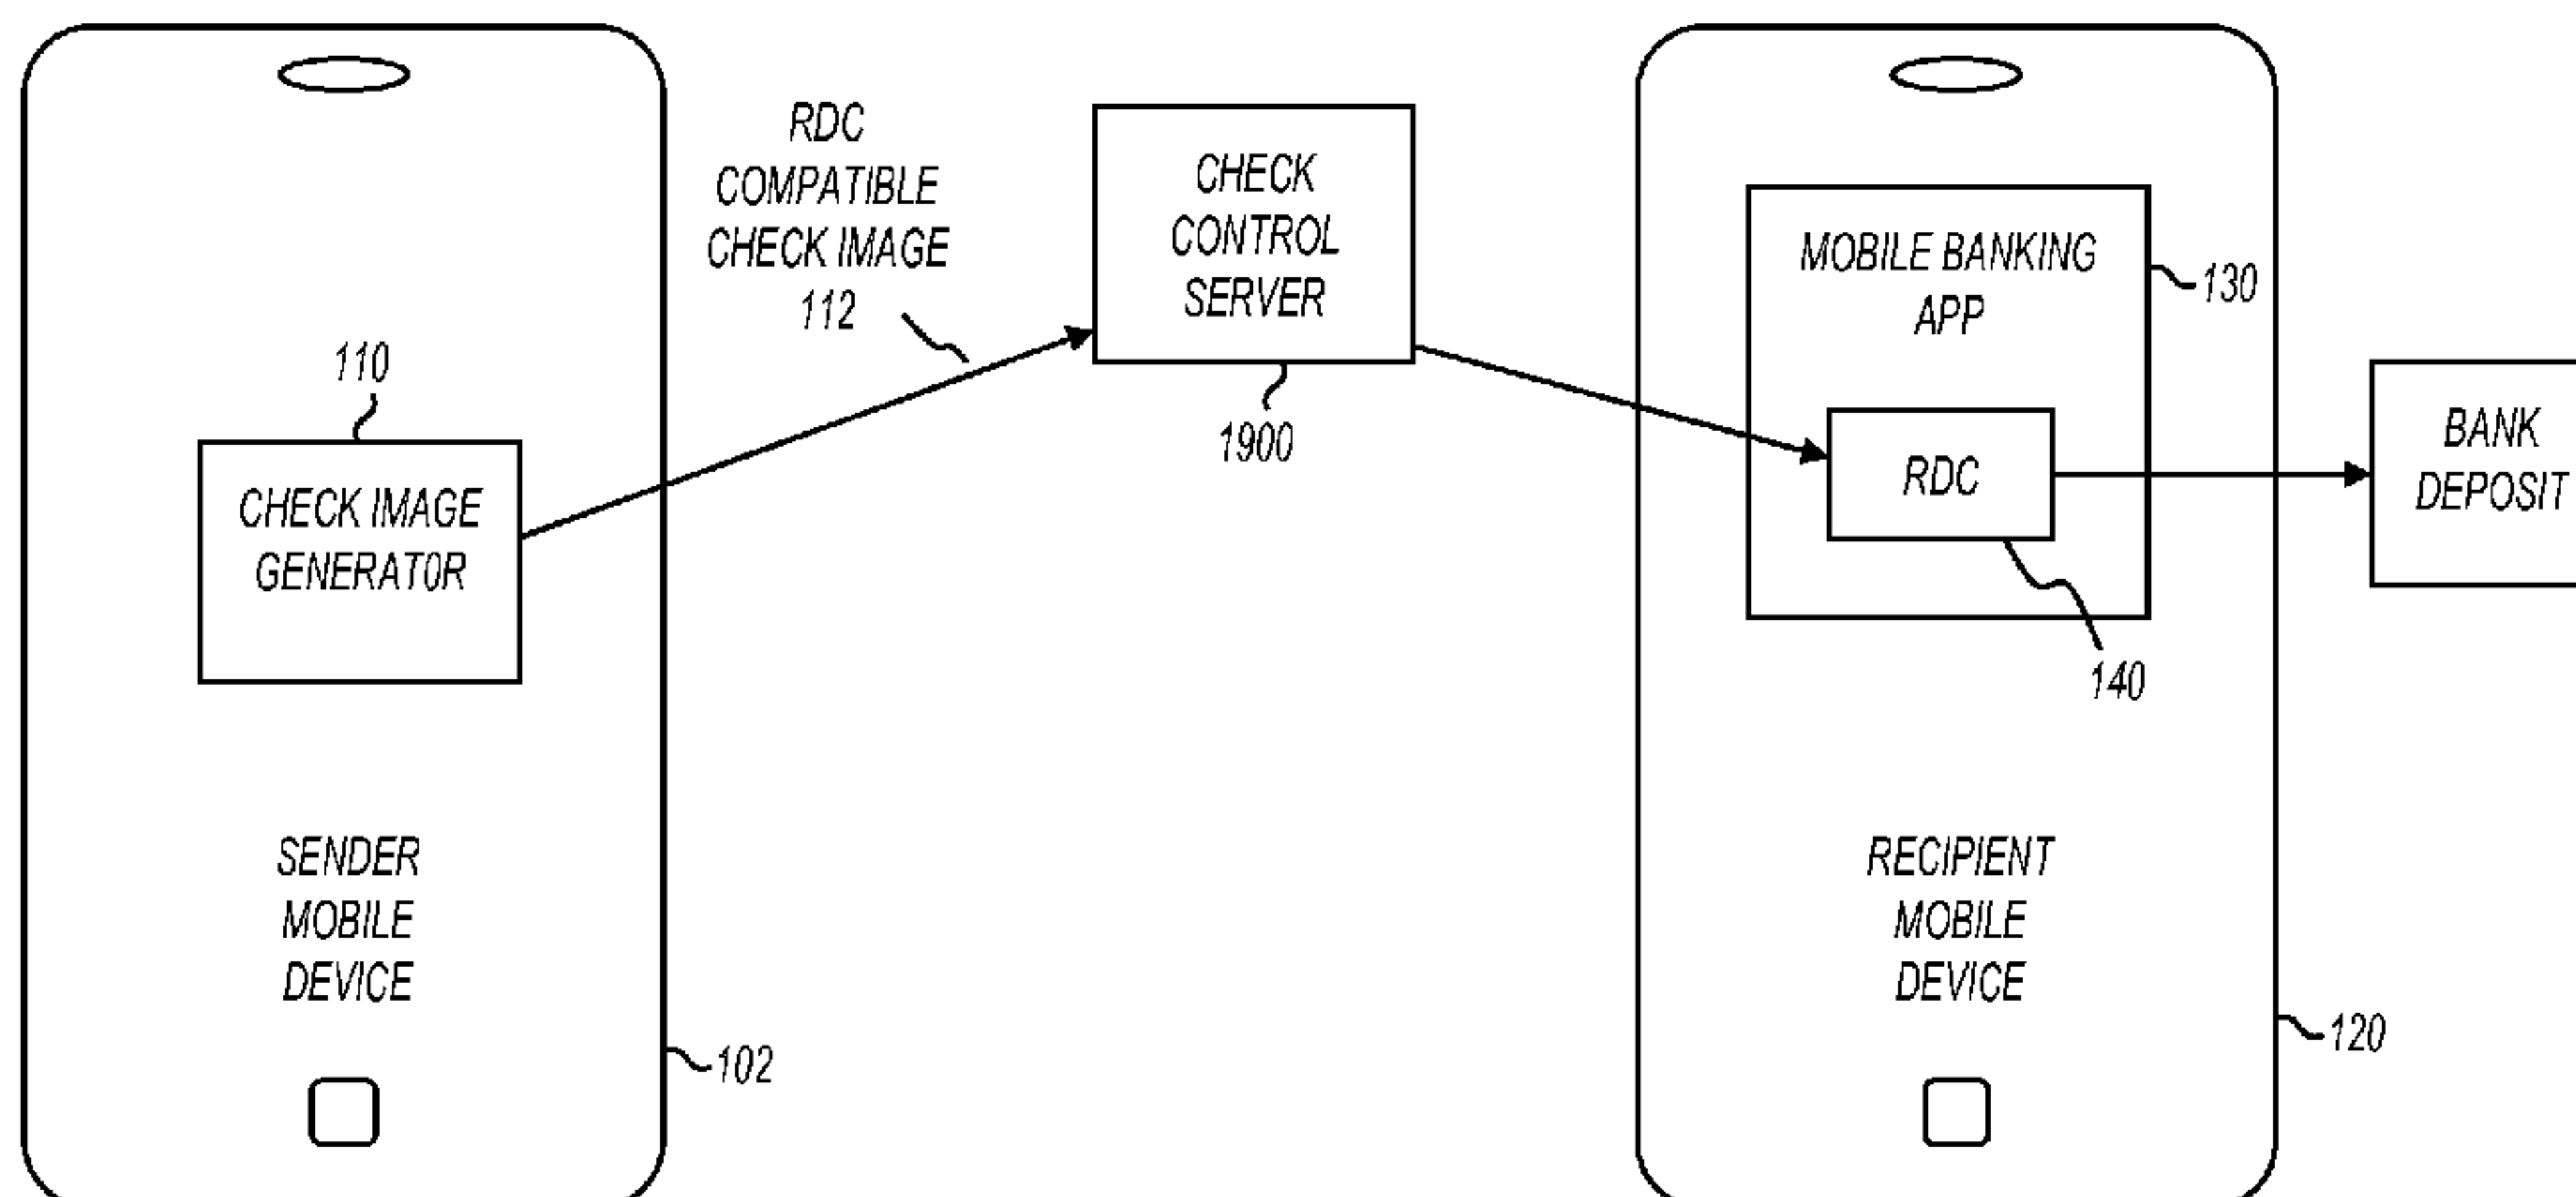 RDC
COMPATIBLE
CHECK IMAGE
112
110
CHECK IMAGE
GENERATOR
SENDER
MOBILE
DEVICE
102
CHECK
CONTROL
SERVER
1900
MOBILE BANKING
APP
130
RDC
140
RECIPIENT
MOBILE
DEVICE
120
BANK
DEPOSIT